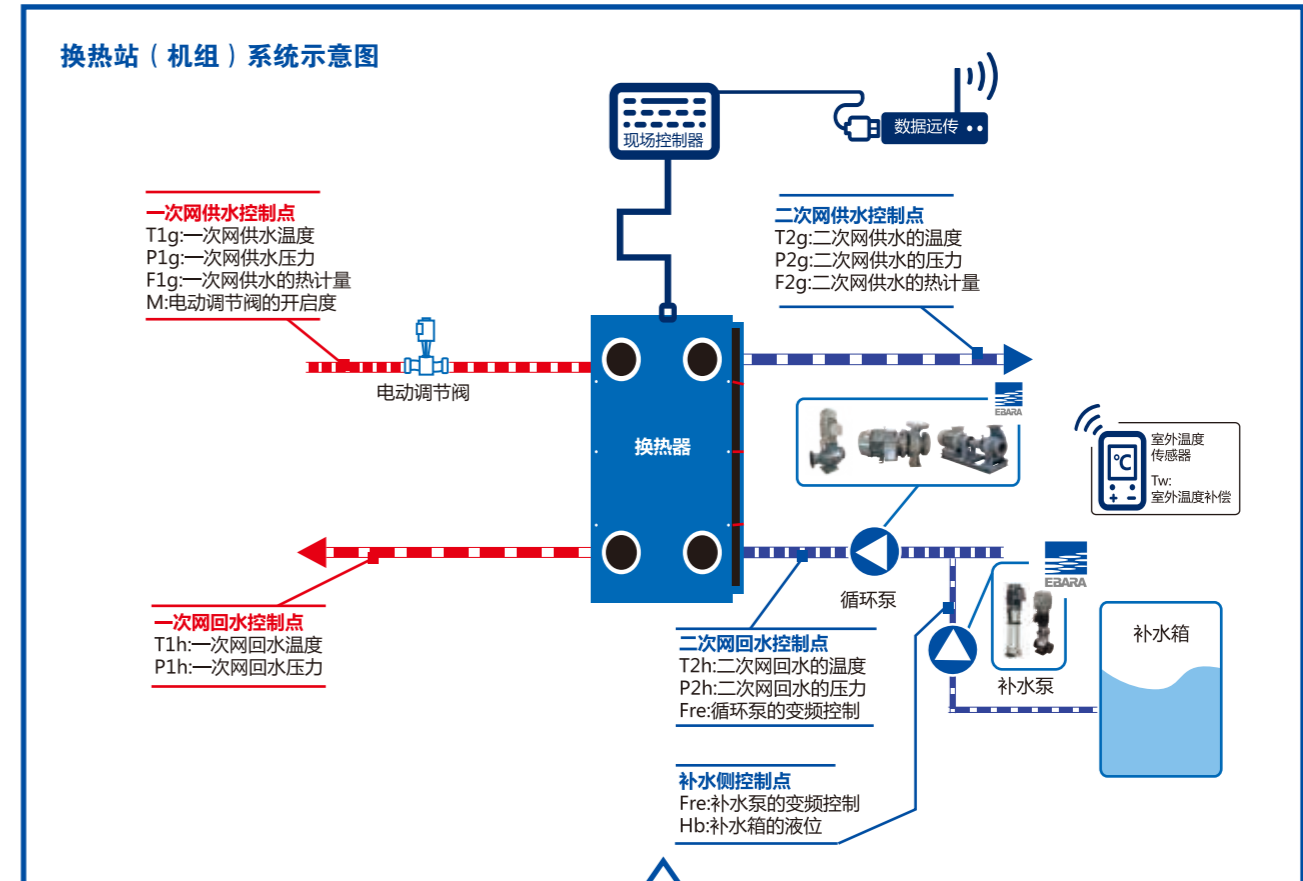 换热站（机组）系统示意图
现场控制器
数据远传
一次网供水控制点
T1g:一次网供水温度
P1g:一次网供水压力
F1g:一次网供水的热计量
M:电动调节阀的开启度
二次网供水控制点
T2g:二次网供水的温度
P2g:二次网供水的压力
F2g:二次网供水的热计量
电动调节阀
换热器
EBARA
℃
室外温度
传感器
Tw:
室外温度补偿
循环泵
EBARA
一次网回水控制点
T1h:一次网回水温度
P1h:一次网回水压力
二次网回水控制点
T2h:二次网回水的温度
P2h:二次网回水的压力
Fre:循环泵的变频控制
补水泵
补水箱
补水侧控制点
Fre:补水泵的变频控制
Hb:补水箱的液位